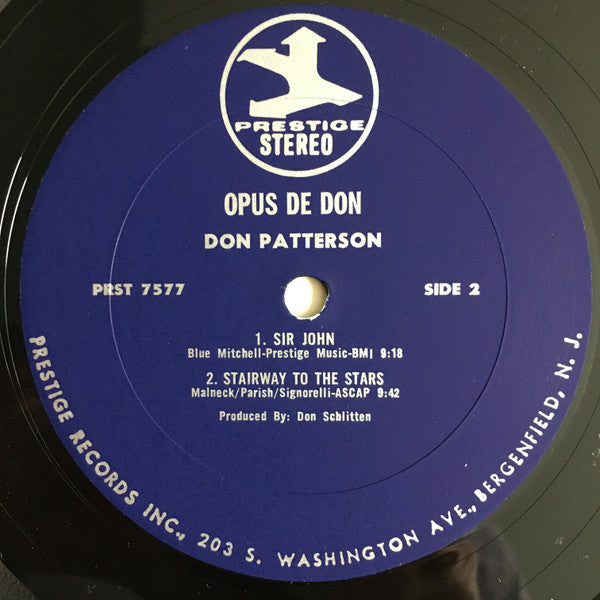 PRESTIGE
STEREO
OPUS DE DON
DON PATTERSON
PRST 7577
SIDE 2
1. SIR JOHN
Blue Mitchell-Prestige Music-BMI 9:18
2. STAIRWAY TO THE STARS
Malneck/Parish/Signorelli-ASCAP 9:42
Produced By: Don Schlitten
PRESTIGE RECORDS INC., 203 S. WASHINGTON AVE., BERGENFIELD, N. J.